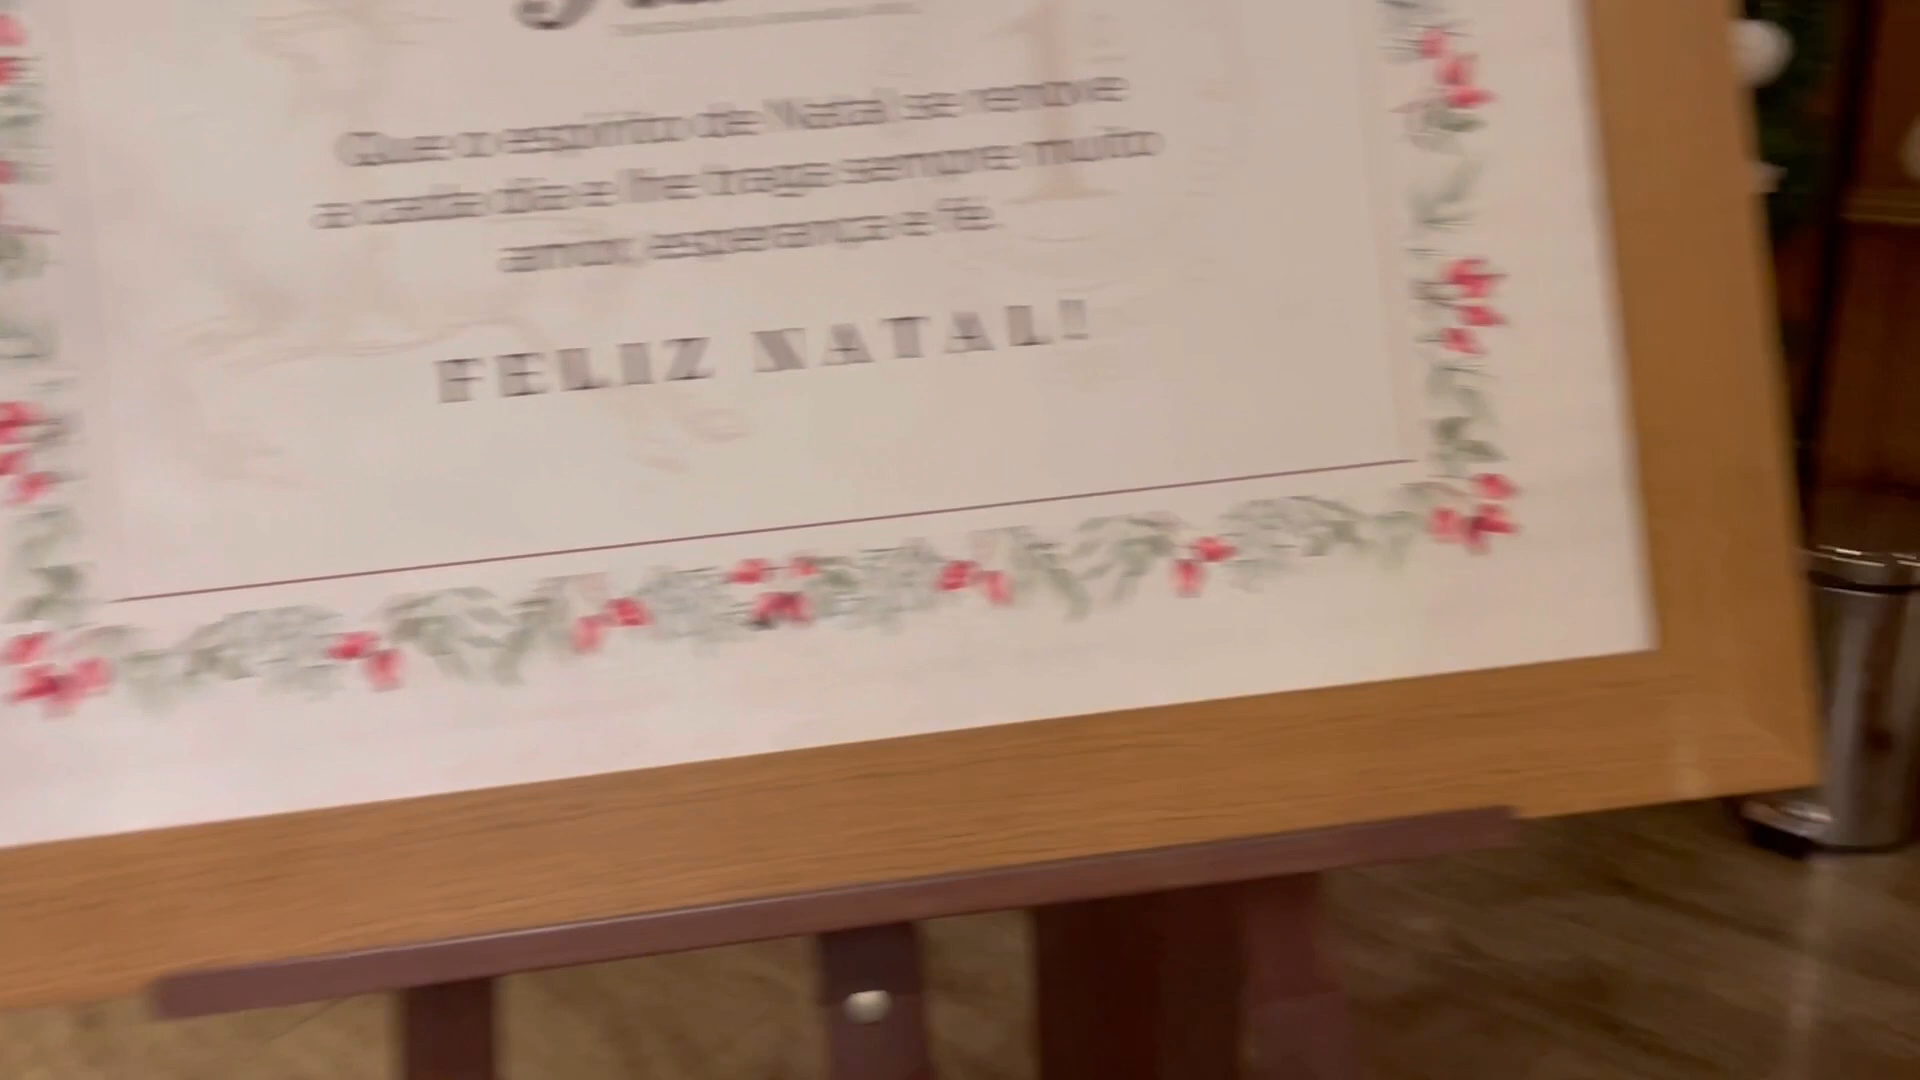 Que o espírito de Natal se renove
a cada dia e lhe traga sempre muito
amor, esperança e fé.
FELIZ NATAL!